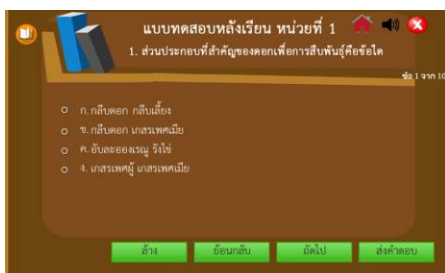 แบบทดสอบหลังเรียน หน่วยที่ 1
1. ส่วนประกอบที่สำคัญของดอกเพื่อการสืบพันธุ์คือข้อใด
ข้อ 1 จาก 10
ก. กลีบดอก กลีบเลี้ยง
ข. กลีบดอก เกสรเพศเมีย
ค. อับละอองเรณู รังไข่
ง. เกสรเพศผู้ เกสรเพศเมีย
ล้าง ย้อนกลับ ถัดไป ส่งคำตอบ